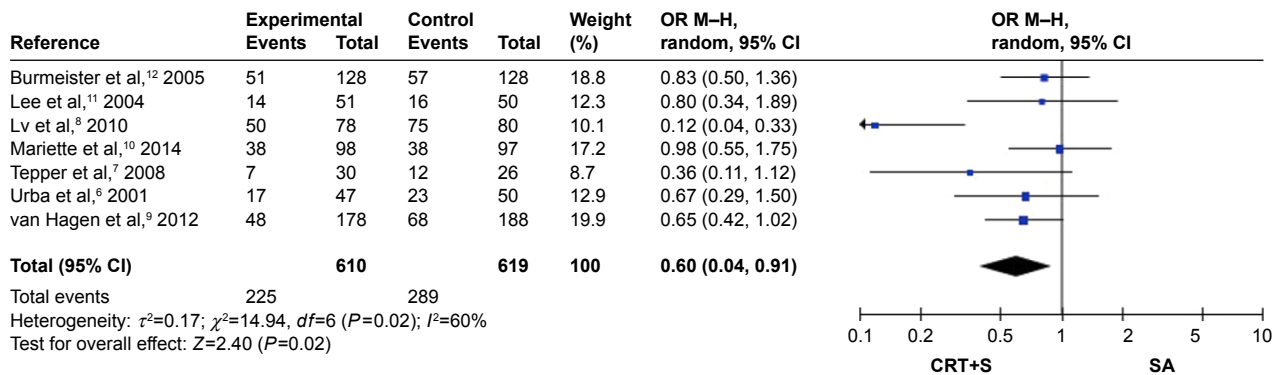 Experimental Control Weight OR M–H, OR M–H,
Reference Events Total Events Total (%) random, 95% CI random, 95% CI
Burmeister et al,¹² 2005 51 128 57 128 18.8 0.83 (0.50, 1.36)
Lee et al,¹¹ 2004 14 51 16 50 12.3 0.80 (0.34, 1.89)
Lv et al,⁸ 2010 50 78 75 80 10.1 0.12 (0.04, 0.33)
Mariette et al,¹⁰ 2014 38 98 38 97 17.2 0.98 (0.55, 1.75)
Tepper et al,⁷ 2008 7 30 12 26 8.7 0.36 (0.11, 1.12)
Urba et al,⁶ 2001 17 47 23 50 12.9 0.67 (0.29, 1.50)
van Hagen et al,⁹ 2012 48 178 68 188 19.9 0.65 (0.42, 1.02)
Total (95% CI) 610 619 100 0.60 (0.04, 0.91)
Total events 225 289
Heterogeneity: τ²=0.17; χ²=14.94, df=6 (P=0.02); I²=60%
Test for overall effect: Z=2.40 (P=0.02)
0.1 0.2 0.5 1 2 5 10
CRT+S SA